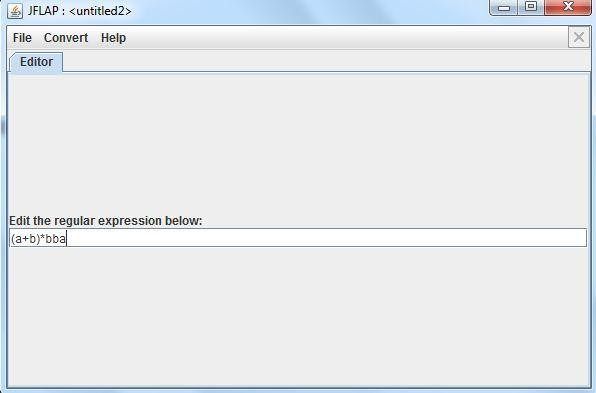 JFLAP : <untitled2>
File Convert Help
Editor
Edit the regular expression below:
(a+b)*bba